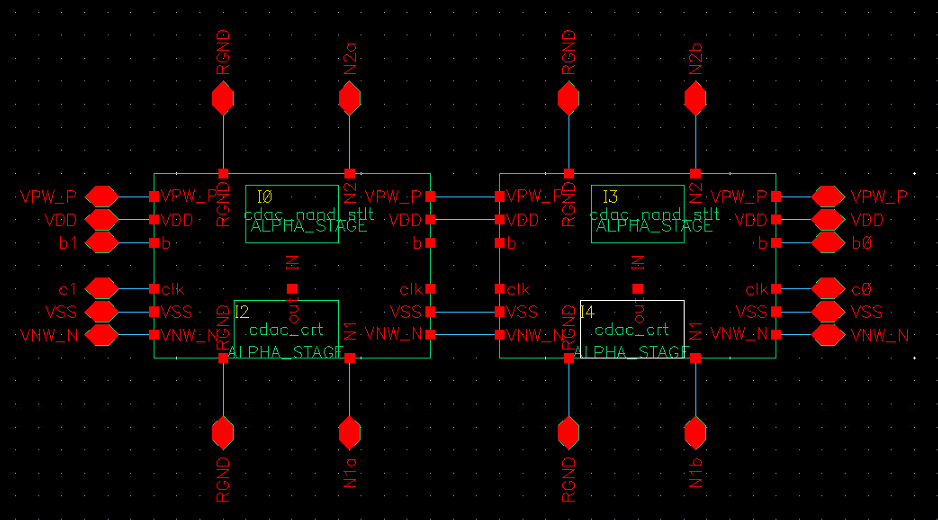 RGND
N2a
RGND
N2b
VPW_P
VPW_P
RGND
I0
N2
VPW_P
VPW_P
RGND
I3
N2
VPW_P
VPW_P
cdac_nand_stlt
cdac_nand_stlt
VDD
VDD
ALPHA_STAGE
VDD
VDD
ALPHA_STAGE
VDD
VDD
b1
b
b
b
b
b0
IN
IN
c1
clk
clk
clk
clk
c0
VSS
VSS
I2
out
VSS
VSS
I4
out
VSS
VSS
VNW_N
VNW_N
RGND
cdac_crt
N1
VNW_N
VNW_N
RGND
cdac_crt
N1
VNW_N
VNW_N
ALPHA_STAGE
ALPHA_STAGE
RGND
N1a
RGND
N1b